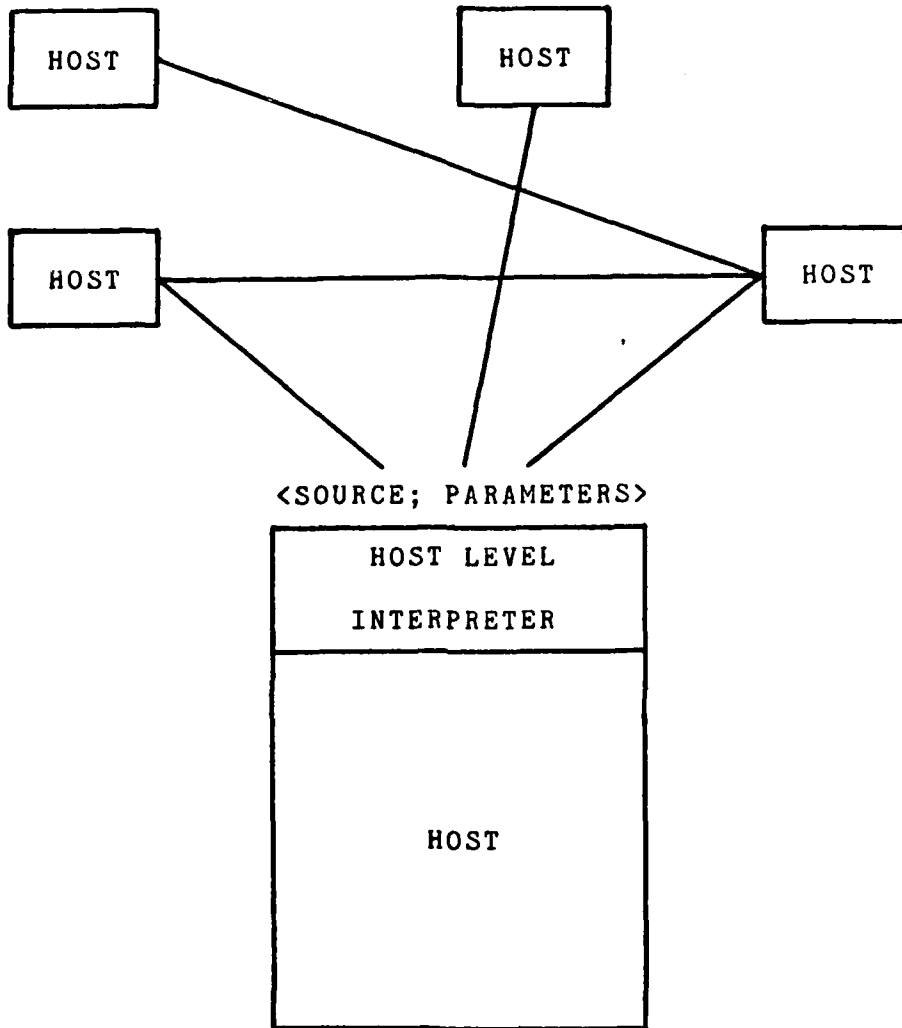 HOST
HOST
HOST
HOST
<SOURCE; PARAMETERS>
HOST LEVEL
INTERPRETER
HOST